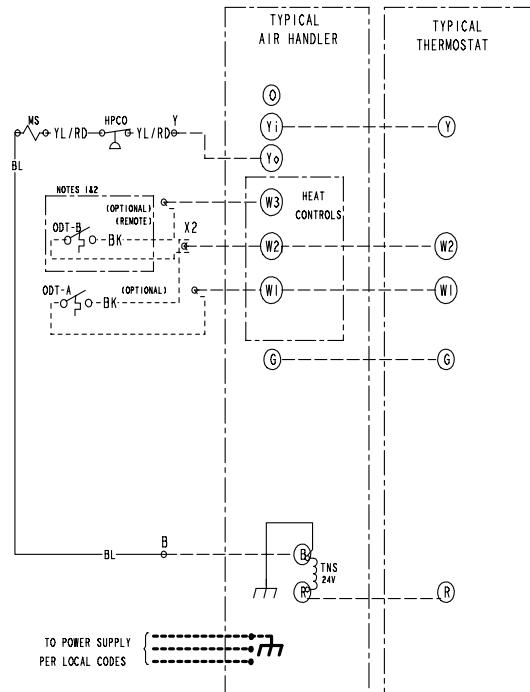 TYPICAL
AIR HANDLER
TYPICAL
THERMOSTAT
O
MS
YL/RD
HPCO
YL/RD
Y
Yi
Y
Yo
BL
NOTES 1&2
(OPTIONAL)
(REMOTE)
W3
HEAT
CONTROLS
ODT-B
BK
X2
W2
W2
ODT-A
BK
(OPTIONAL)
W1
W1
G
G
BL
B
B
TNS
24V
R
R
TO POWER SUPPLY
PER LOCAL CODES